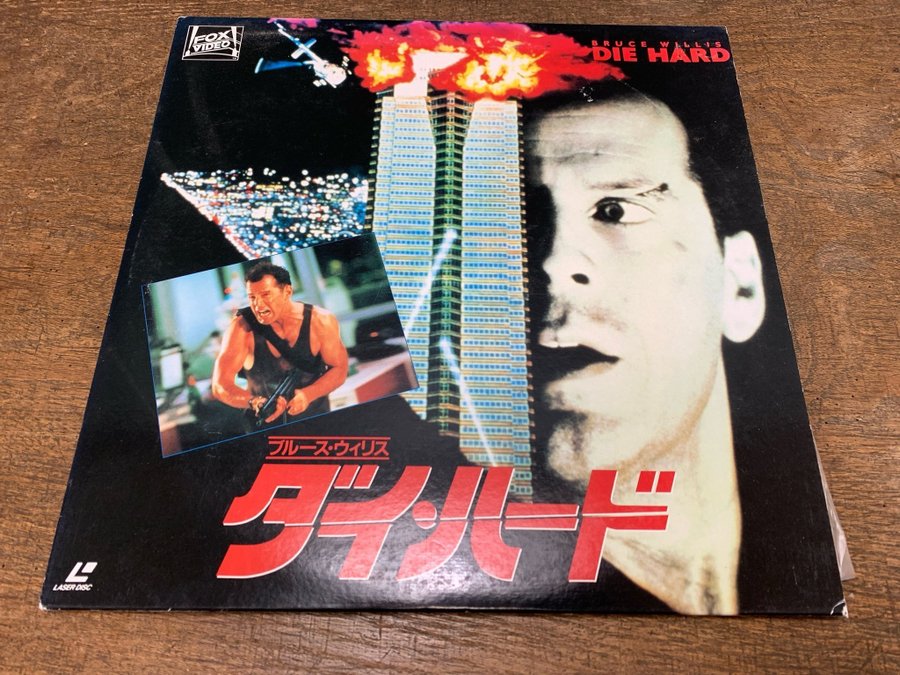 FOX
VIDEO
BRUCE WILLIS
DIE HARD
ブルース・ウィリス
ダイ・ハード
LASER DISC